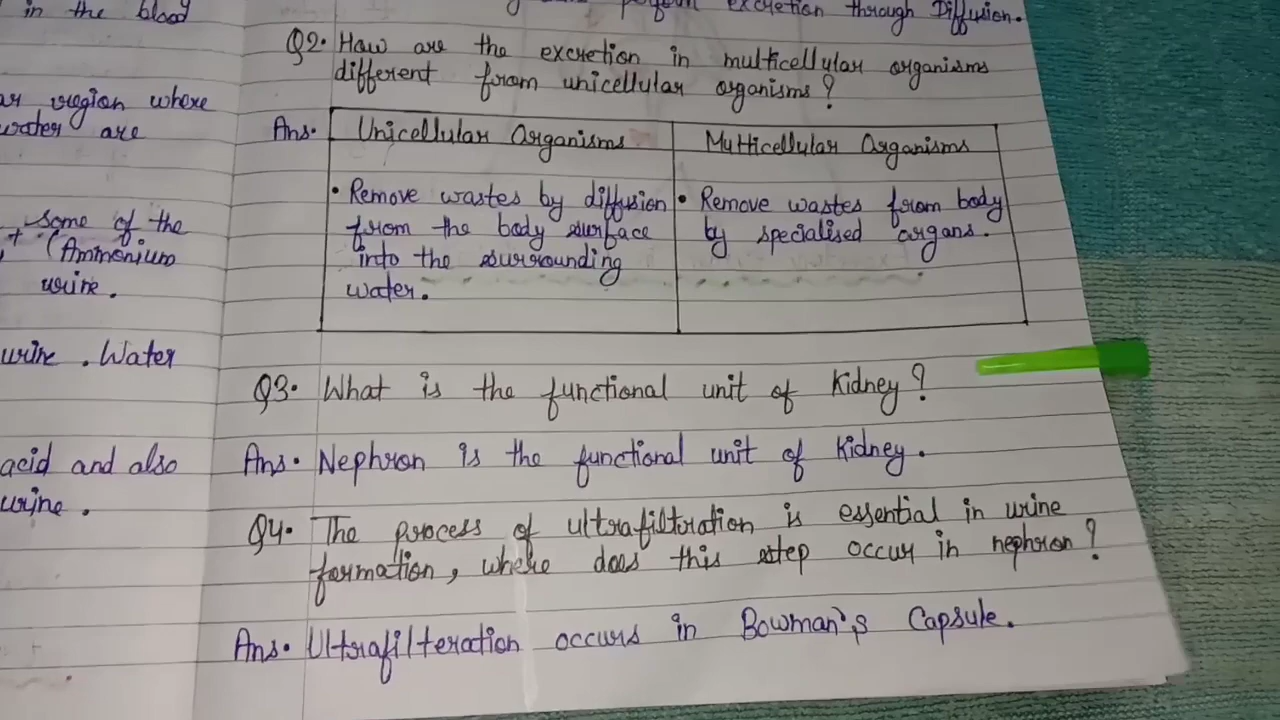 in the blood
ar region where
water are
some of the
+ (Ammonium
urine.
urine . Water
acid and also
urine .
excretion through Diffusion.
Q2. How are the excretion in multicellular organisms
different from unicellular organisms ?
Ans. Unicellular Organisms | Multicellular Organisms
• Remove wastes by diffusion | • Remove wastes from body
from the body surface | by specialised organs.
into the surrounding
water.
Q3. What is the functional unit of Kidney ?
Ans. Nephron is the functional unit of Kidney.
Q4. The process of ultrafiltration is essential in urine
formation, where does this step occur in nephron ?
Ans. Ultrafilteration occurs in Bowman's Capsule.